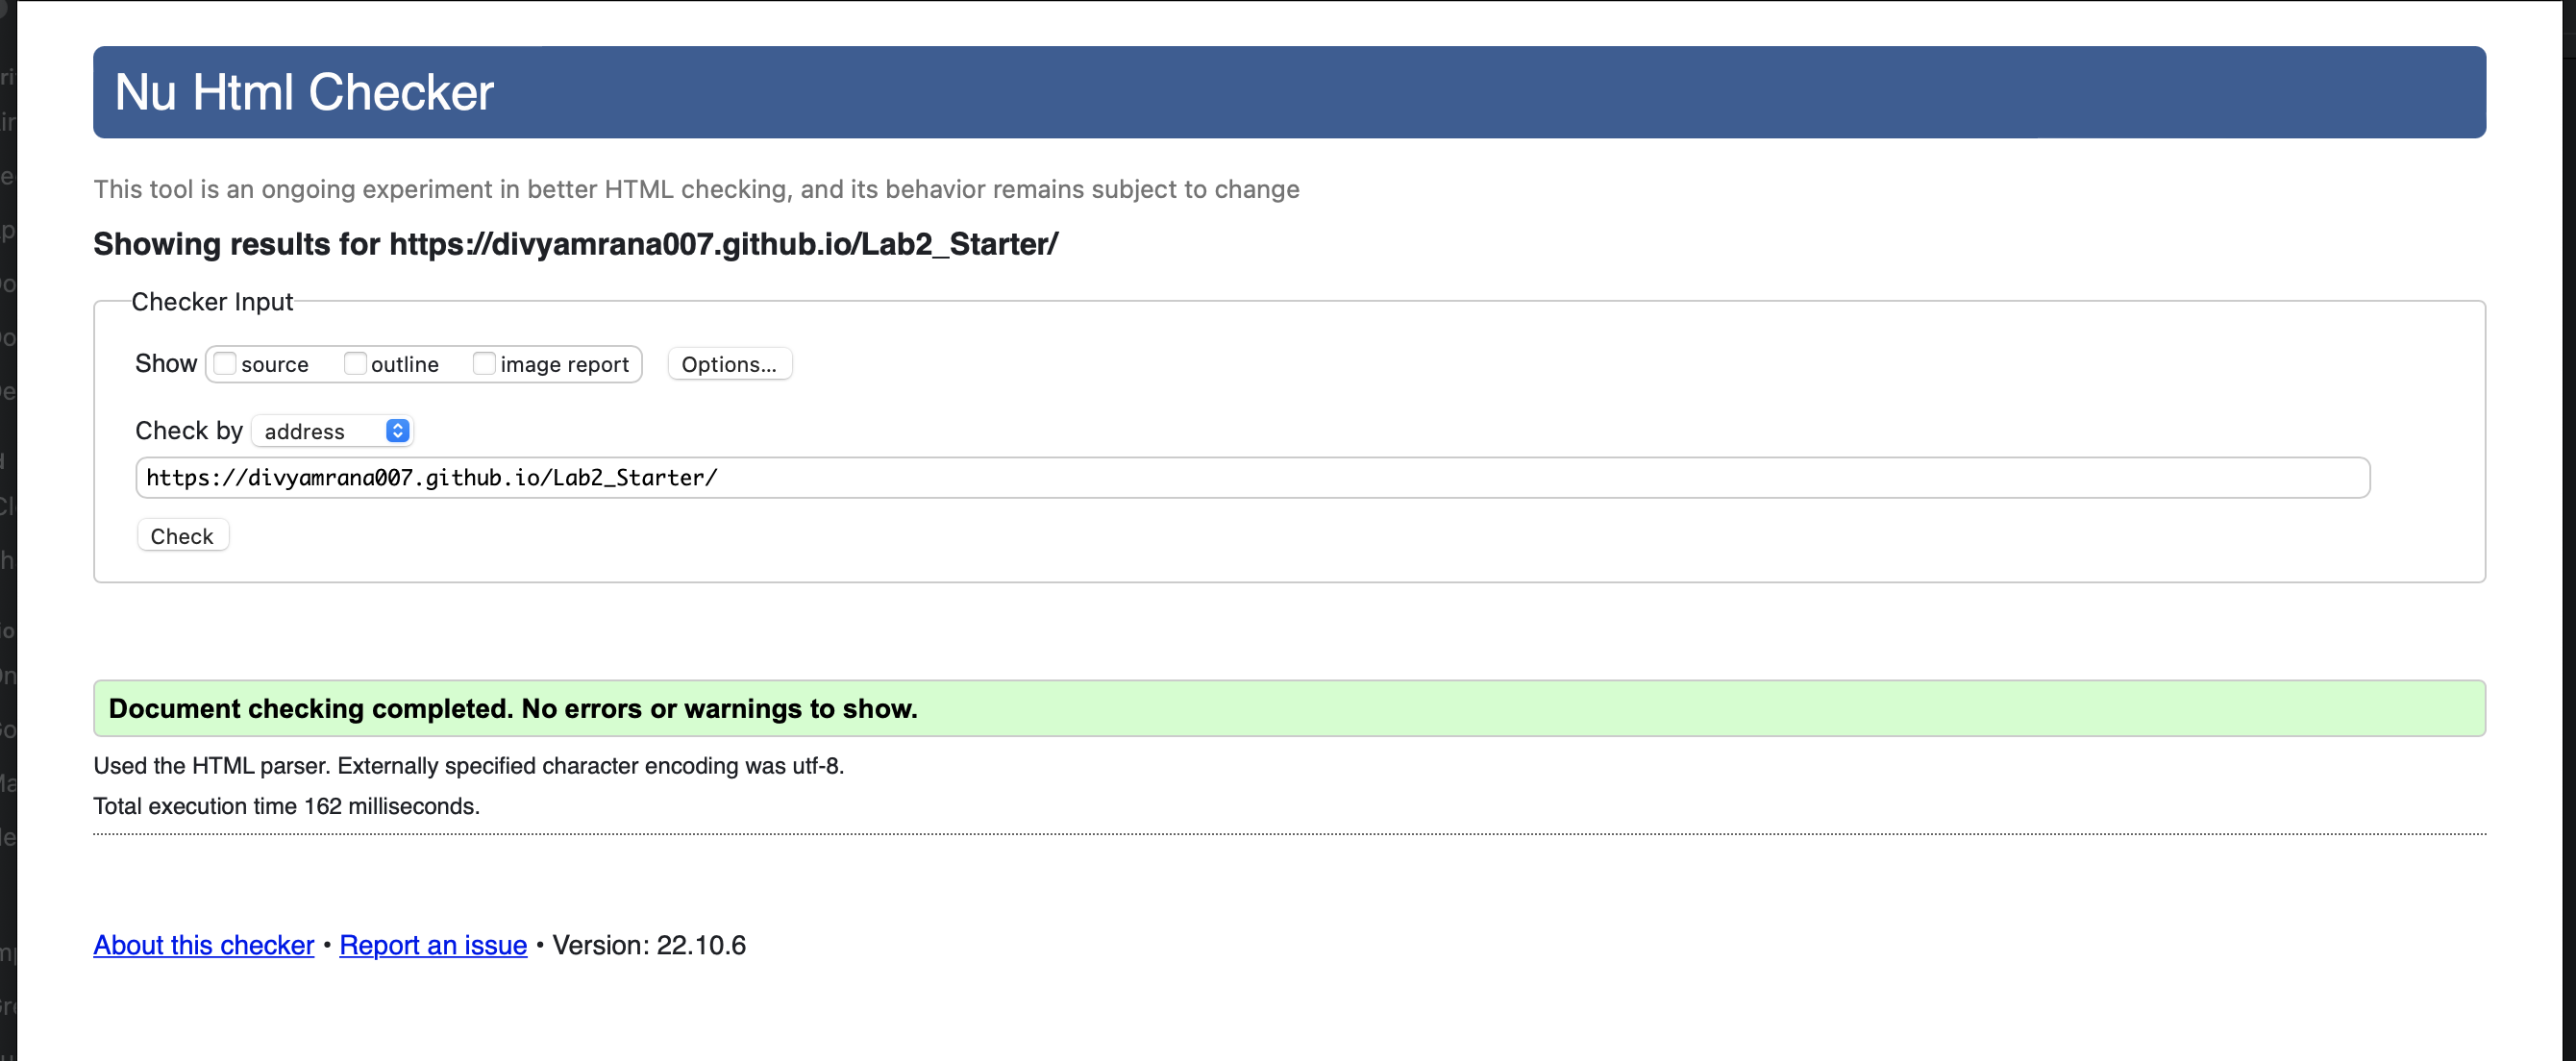 Nu Html Checker
This tool is an ongoing experiment in better HTML checking, and its behavior remains subject to change
Showing results for https://divyamrana007.github.io/Lab2_Starter/
Checker Input
Show source outline image report Options...
Check by address
https://divyamrana007.github.io/Lab2_Starter/
Check
Document checking completed. No errors or warnings to show.
Used the HTML parser. Externally specified character encoding was utf-8.
Total execution time 162 milliseconds.
About this checker • Report an issue • Version: 22.10.6